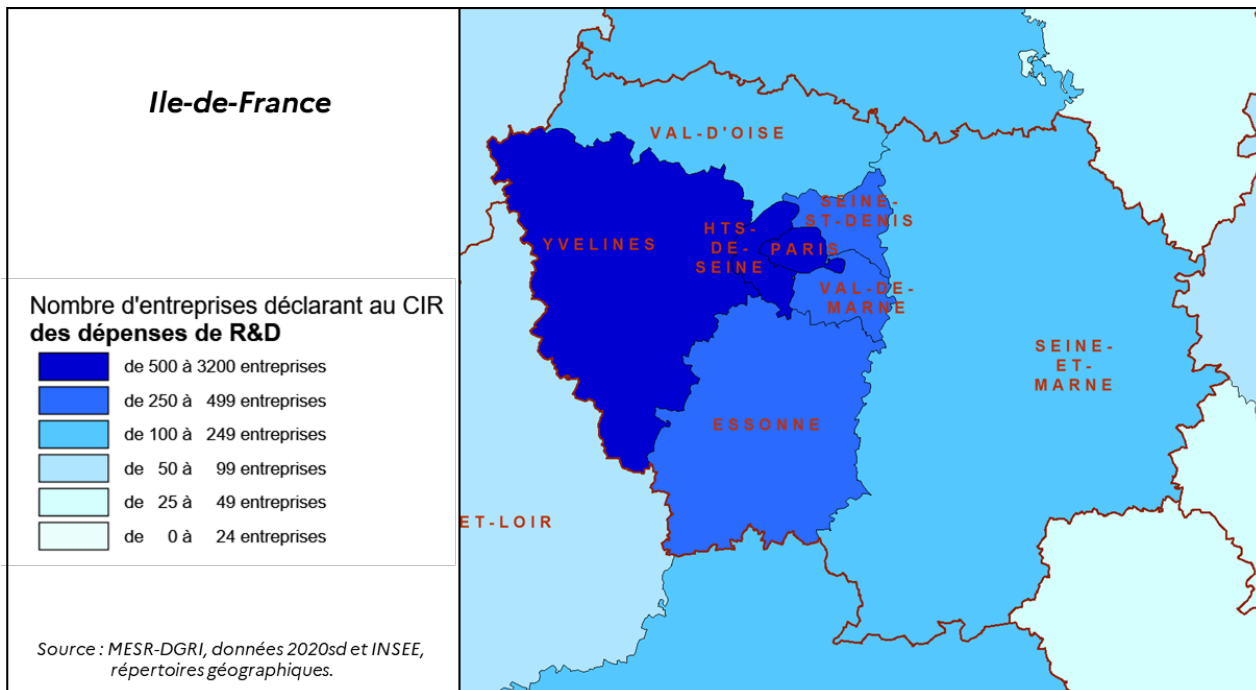 Ile-de-France
Nombre d'entreprises déclarant au CIR
des dépenses de R&D
de 500 à 3200 entreprises
de 250 à 499 entreprises
de 100 à 249 entreprises
de 50 à 99 entreprises
de 25 à 49 entreprises
de 0 à 24 entreprises
Source : MESR-DGRI, données 2020sd et INSEE,
répertoires géographiques.
VAL-D'OISE
YVELINES
HTS-
DE-
SEINE
PARIS
SEINE-
ST-DENIS
VAL-DE-
MARNE
SEINE-
ET-
MARNE
ESSONNE
ET-LOIR